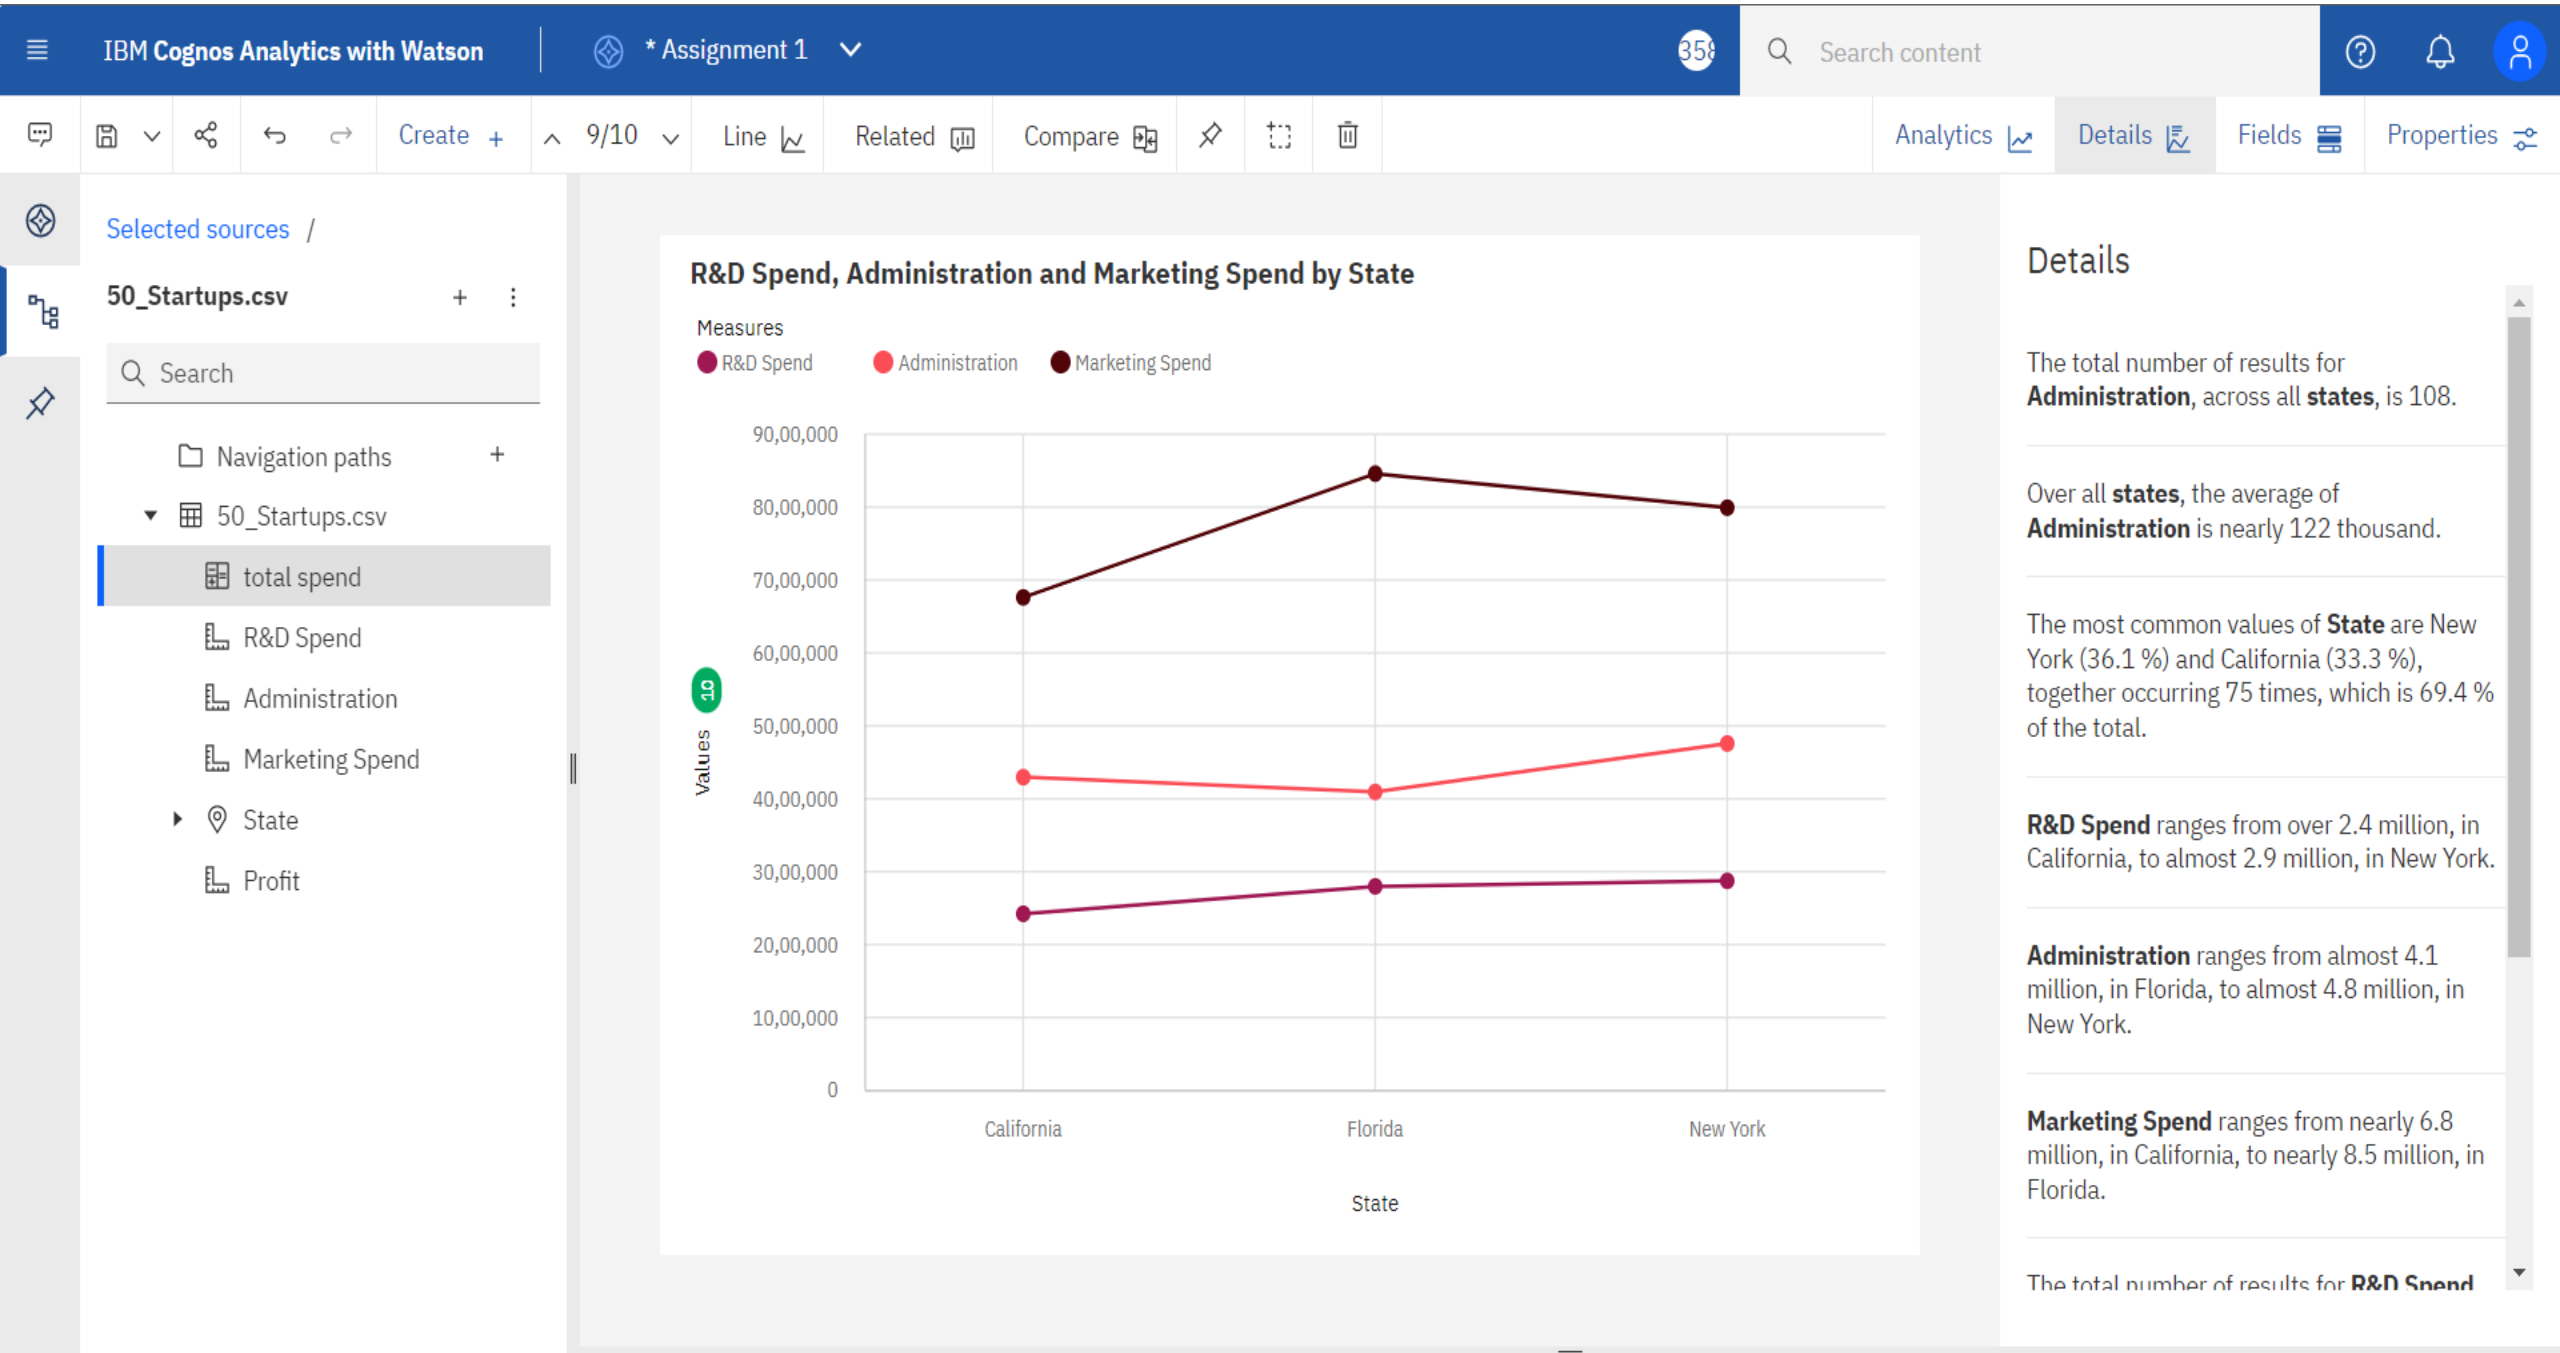 IBM Cognos Analytics with Watson
* Assignment 1
358
Search content
Create +
9/10
Line
Related
Compare
Analytics
Details
Fields
Properties
Selected sources /
50_Startups.csv
Search
Navigation paths
50_Startups.csv
total spend
R&D Spend
Administration
Marketing Spend
State
Profit
R&D Spend, Administration and Marketing Spend by State
Measures
R&D Spend
Administration
Marketing Spend
90,00,000
80,00,000
70,00,000
60,00,000
50,00,000
40,00,000
30,00,000
20,00,000
10,00,000
0
Values
10
California
Florida
New York
State
Details
The total number of results for
Administration, across all states, is 108.
Over all states, the average of
Administration is nearly 122 thousand.
The most common values of State are New
York (36.1 %) and California (33.3 %),
together occurring 75 times, which is 69.4 %
of the total.
R&D Spend ranges from over 2.4 million, in
California, to almost 2.9 million, in New York.
Administration ranges from almost 4.1
million, in Florida, to almost 4.8 million, in
New York.
Marketing Spend ranges from nearly 6.8
million, in California, to nearly 8.5 million, in
Florida.
The total number of results for R&D Spend